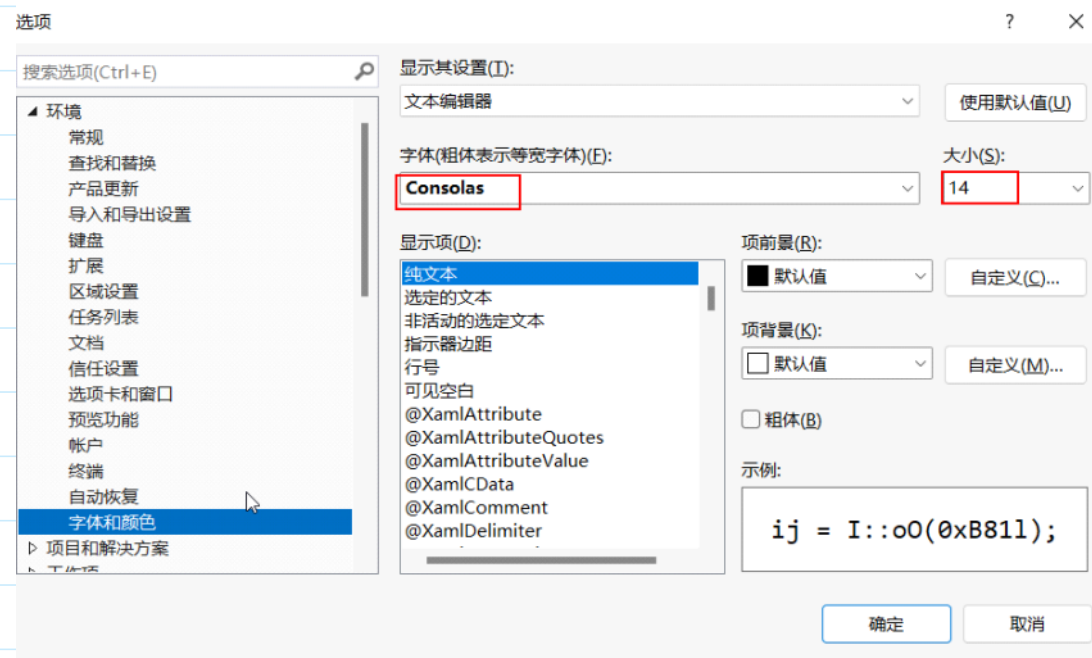 选项
搜索选项(Ctrl+E)
环境
常规
查找和替换
产品更新
导入和导出设置
键盘
扩展
区域设置
任务列表
文档
信任设置
选项卡和窗口
预览功能
帐户
终端
自动恢复
字体和颜色
项目和解决方案
工作项
显示其设置(T):
文本编辑器
使用默认值(U)
字体(粗体表示等宽字体)(F):
大小(S):
Consolas
14
显示项(D):
纯文本
选定的文本
非活动的选定文本
指示器边距
行号
可见空白
@XamlAttribute
@XamlAttributeQuotes
@XamlAttributeValue
@XamlCData
@XamlComment
@XamlDelimiter
项前景(R):
默认值
自定义(C)...
项背景(K):
默认值
自定义(M)...
粗体(B)
示例:
ij = I::oO(0xB81l);
确定
取消